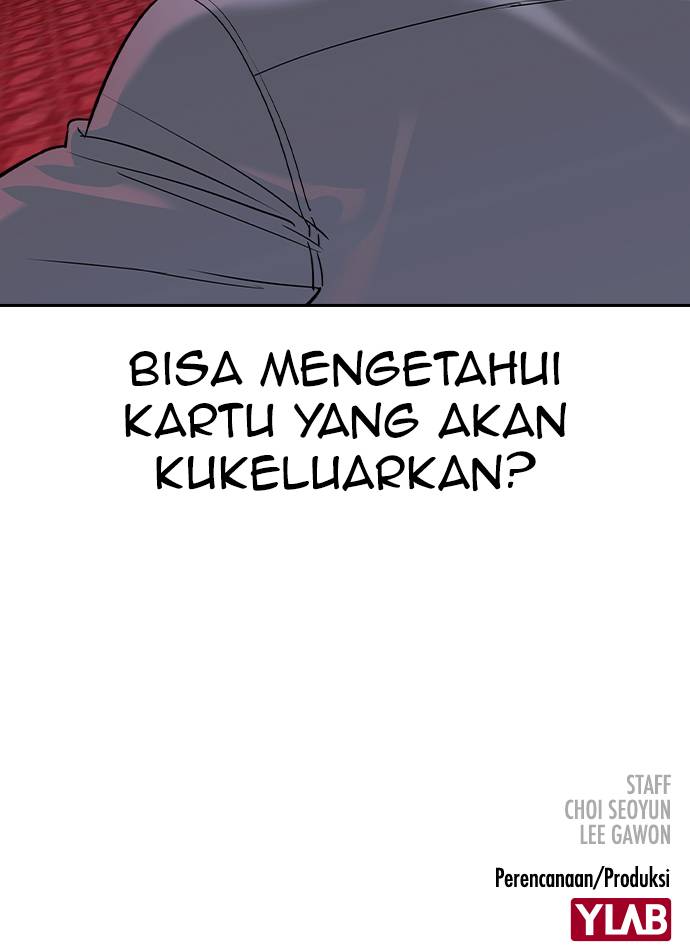 BISA MENGETAHUI
KARTU YANG AKAN
KUKELUARKAN?
STAFF
CHOI SEOYUN
LEE GAWON
Perencanaan/Produksi
YLAB